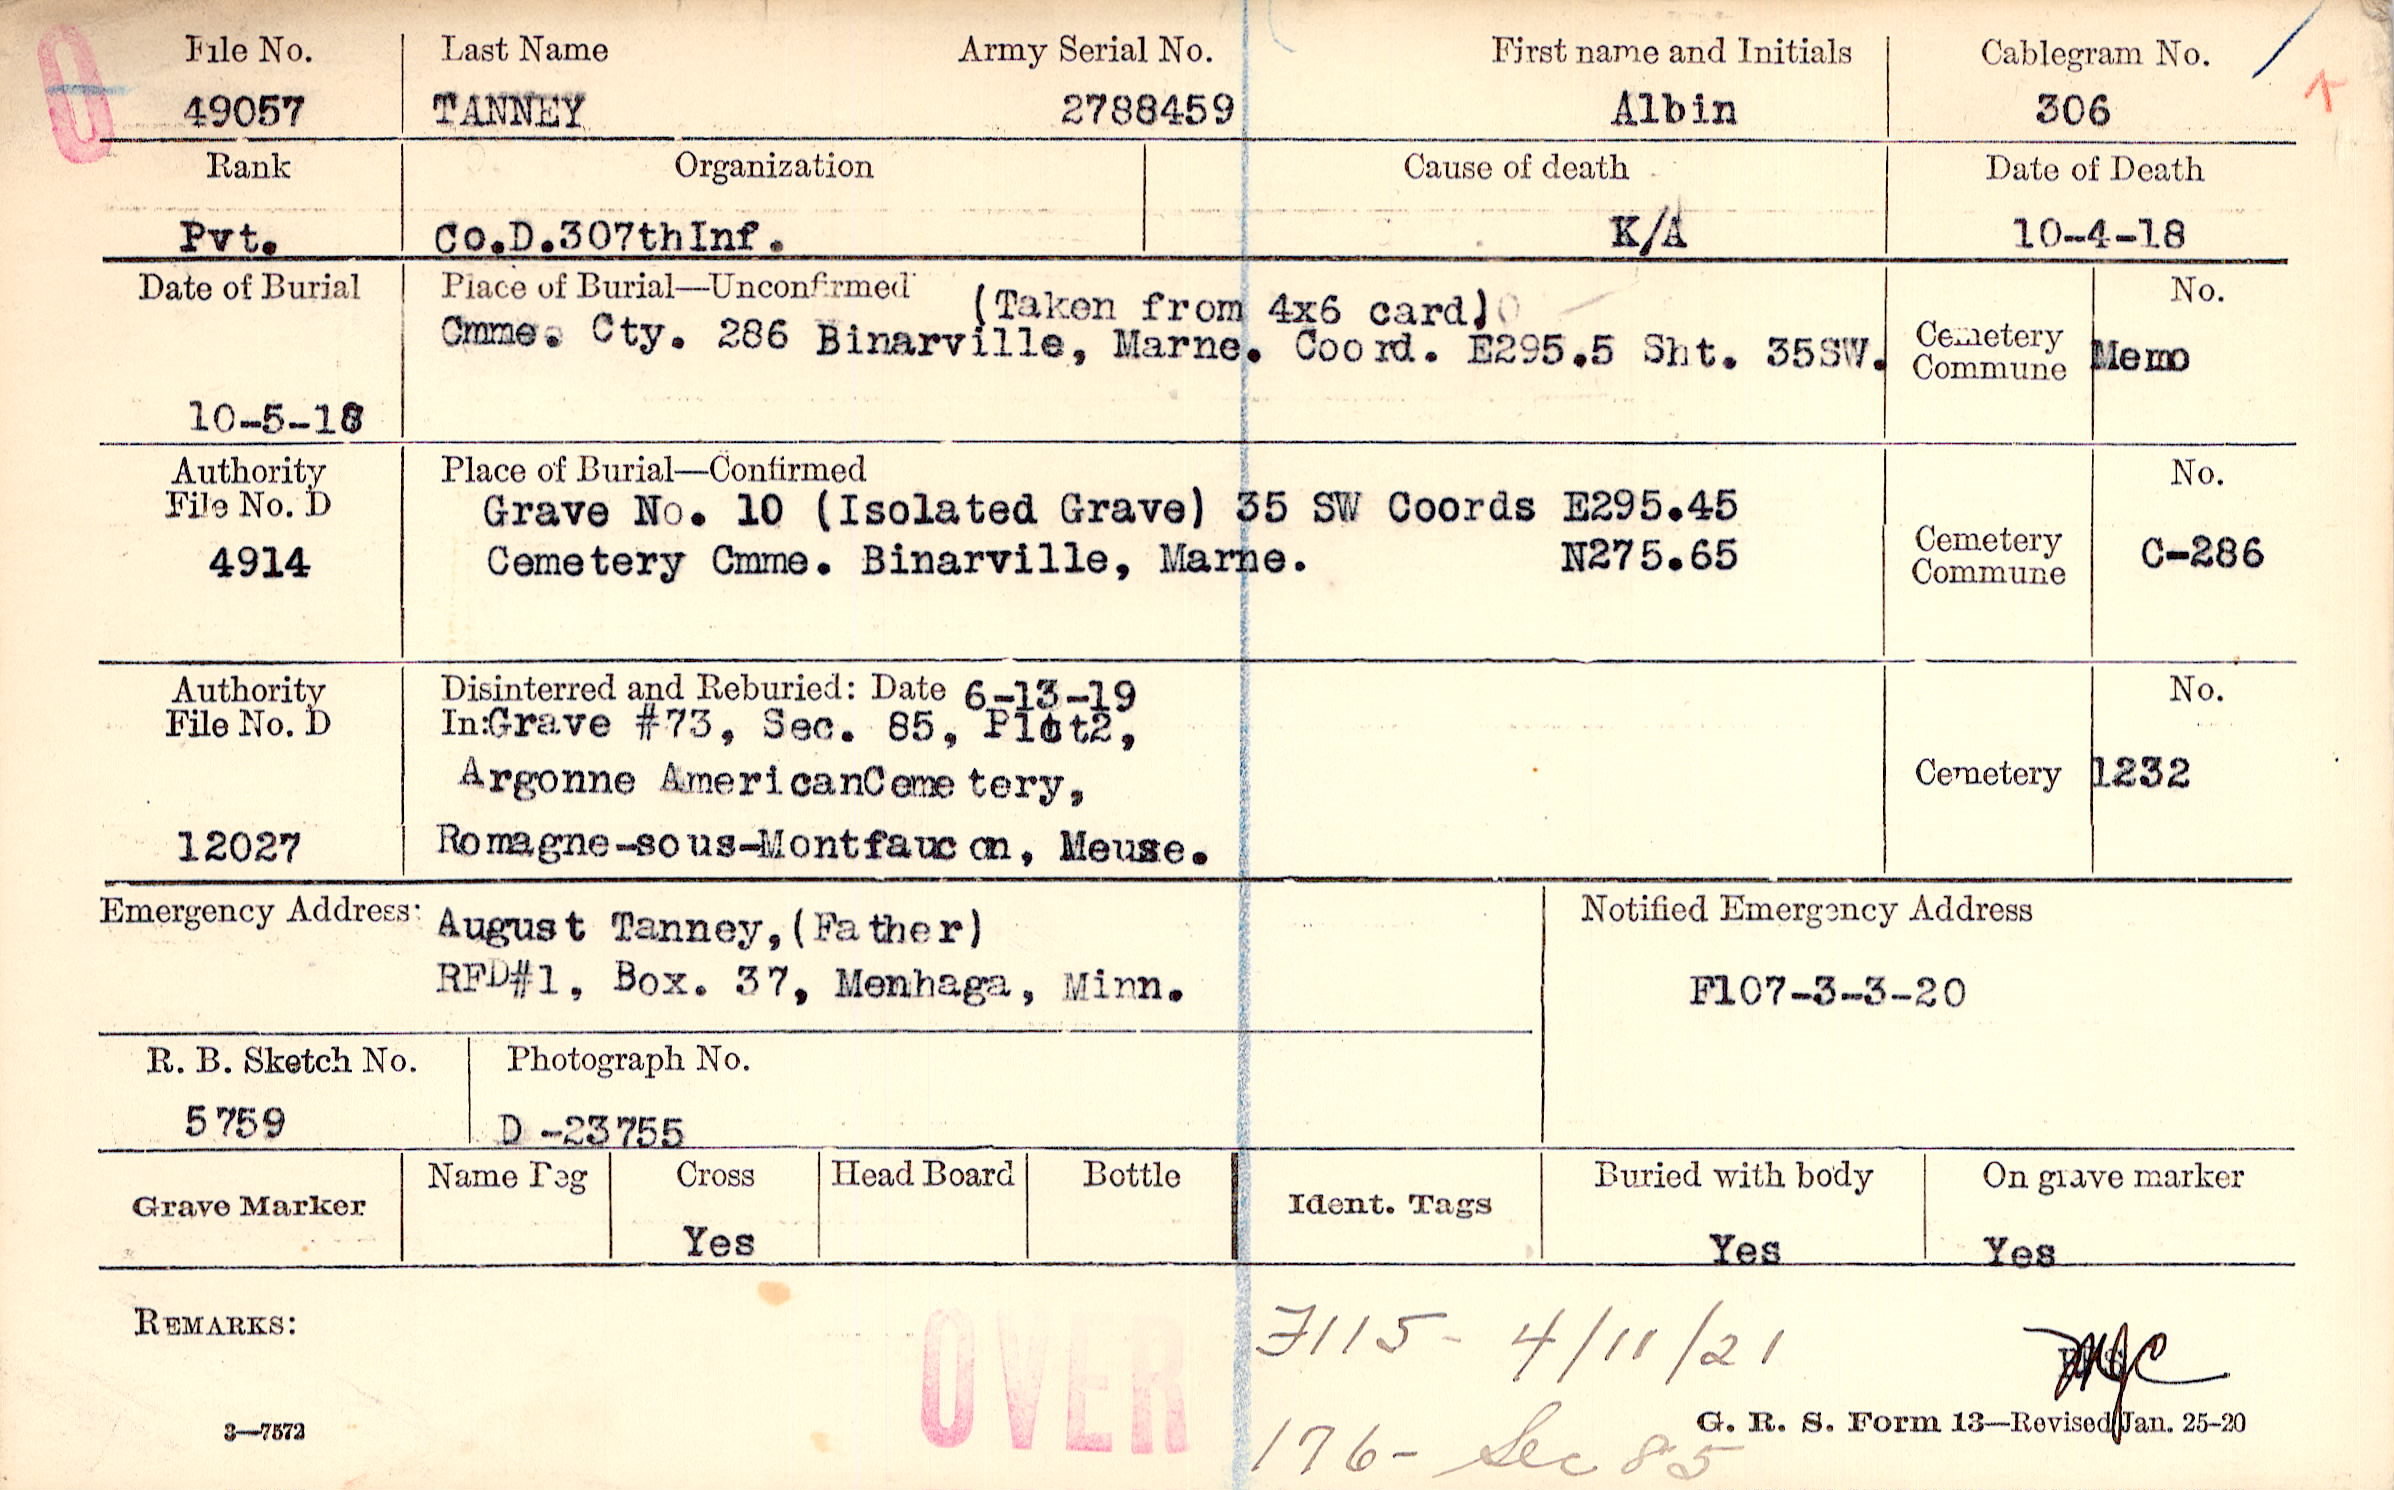 O
File No. Last Name Army Serial No. First name and Initials Cablegram No.
49057 TANNEY 2788459 Albin 306
Rank Organization Cause of death Date of Death
Pvt. Co.D.307thInf. K/A 10-4-18
Date of Burial Place of Burial—Unconfirmed (Taken from 4x6 card) No.
Cmme. Cty. 286 Binarville, Marne. Coord. E295.5 Sht. 35SW. Cemetery Commune Memo
10-5-18
Authority File No. D Place of Burial—Confirmed No.
Grave No. 10 (Isolated Grave) 35 SW Coords E295.45
4914 Cemetery Cmme. Binarville, Marne. N275.65 Cemetery Commune C-286
Authority File No. D Disinterred and Reburied: Date 6-13-19 No.
In:Grave #73, Sec. 85, Plot2,
Argonne AmericanCemetery, Cemetery 1232
12027 Romagne-sous-Montfaucon, Meuse.
Emergency Address: August Tanney,(Father) Notified Emergency Address
RFD#1, Box. 37, Menhaga, Minn. F107-3-3-20
R. B. Sketch No. Photograph No.
5759 D -23755
Grave Marker Name Peg Cross Head Board Bottle Ident. Tags Buried with body On grave marker
Yes Yes Yes
REMARKS: OVER F115- 4/11/21
3—7572 G. R. S. Form 13—Revised Jan. 25-20
176- Sec 85